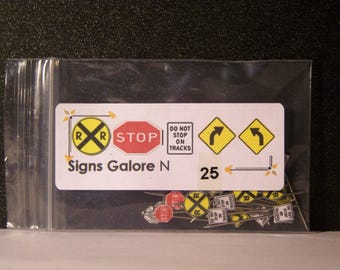 R R
STOP
DO NOT
STOP
ON
TRACKS
Signs Galore N
25